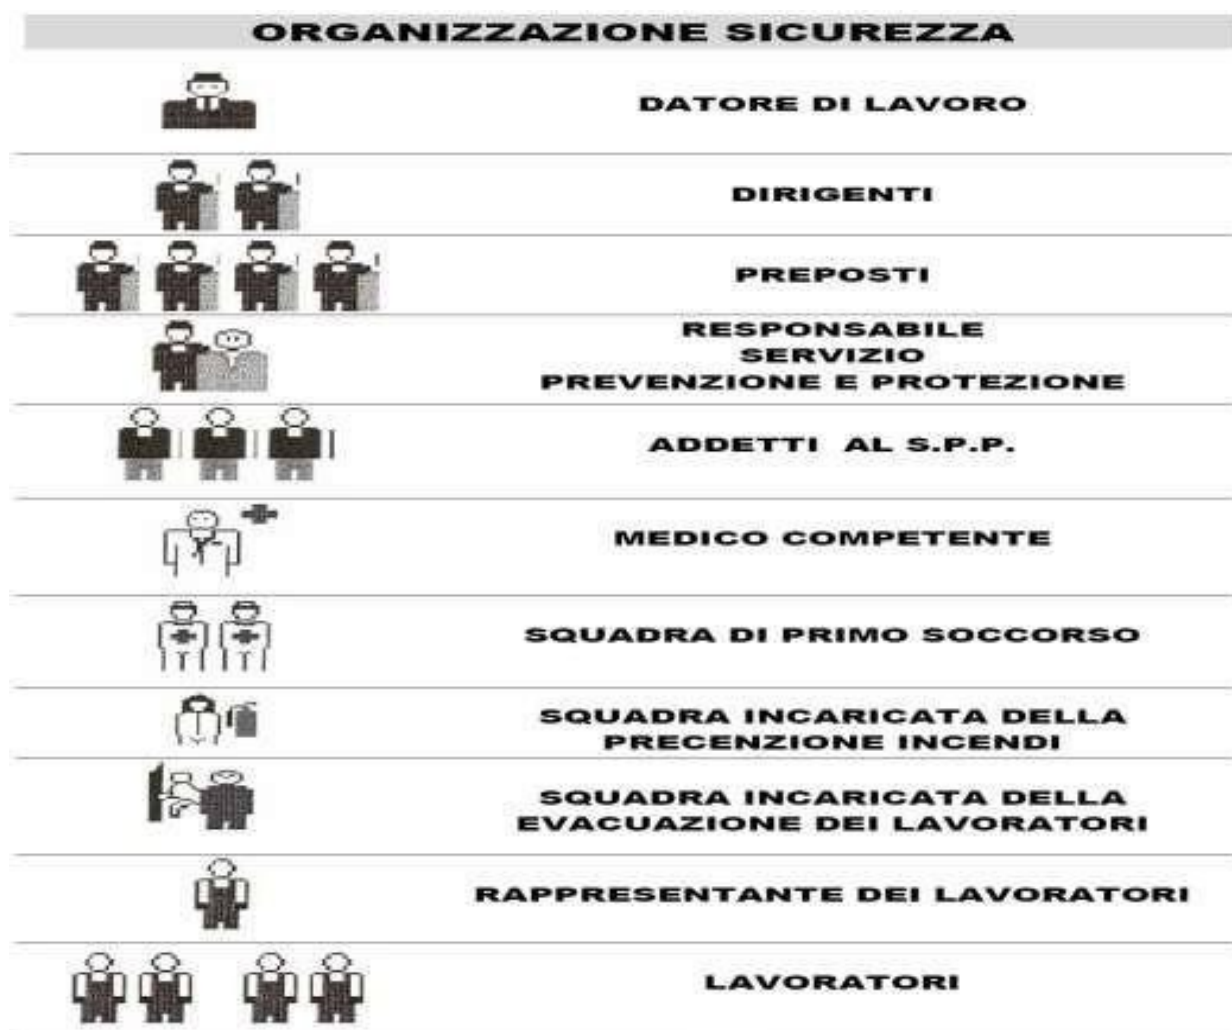 ORGANIZZAZIONE SICUREZZA
DATORE DI LAVORO
DIRIGENTI
PREPOSTI
RESPONSABILE
SERVIZIO
PREVENZIONE E PROTEZIONE
ADDETTI AL S.P.P.
MEDICO COMPETENTE
SQUADRA DI PRIMO SOCCORSO
SQUADRA INCARICATA DELLA
PRECENZIONE INCENDI
SQUADRA INCARICATA DELLA
EVACUAZIONE DEI LAVORATORI
RAPPRESENTANTE DEI LAVORATORI
LAVORATORI